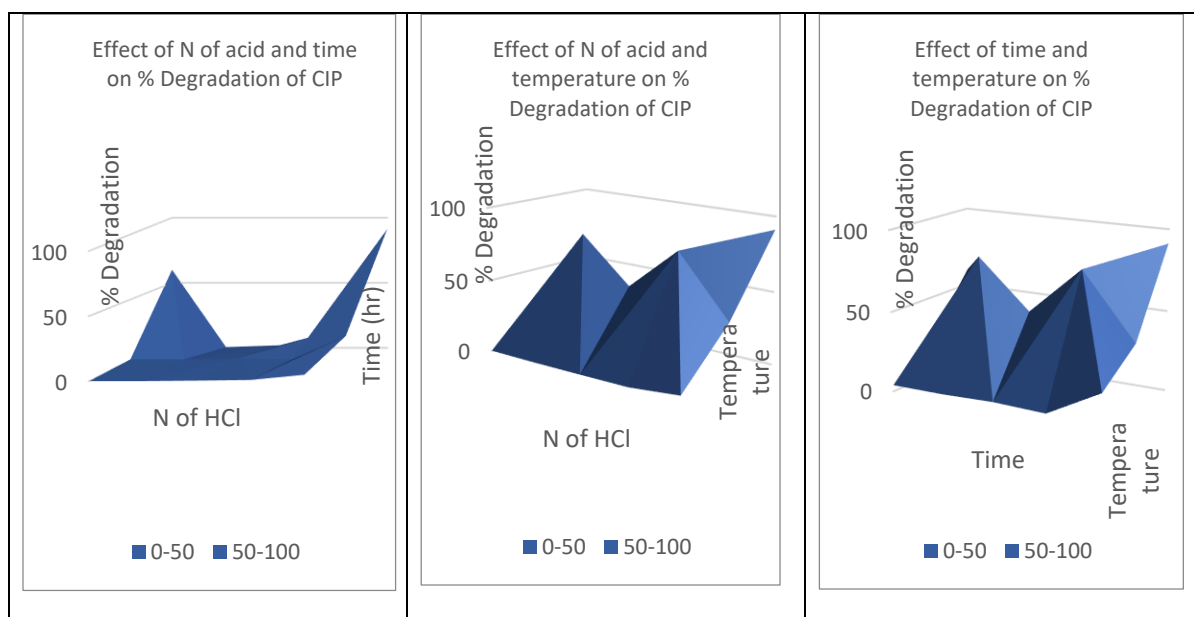 Effect of N of acid and time
on % Degradation of CIP
% Degradation
100
50
0
Time (hr)
N of HCl
0-50 50-100
Effect of N of acid and
temperature on %
Degradation of CIP
% Degradation
100
50
0
Tempera
ture
N of HCl
0-50 50-100
Effect of time and
temperature on %
Degradation of CIP
% Degradation
100
50
0
Tempera
ture
Time
0-50 50-100